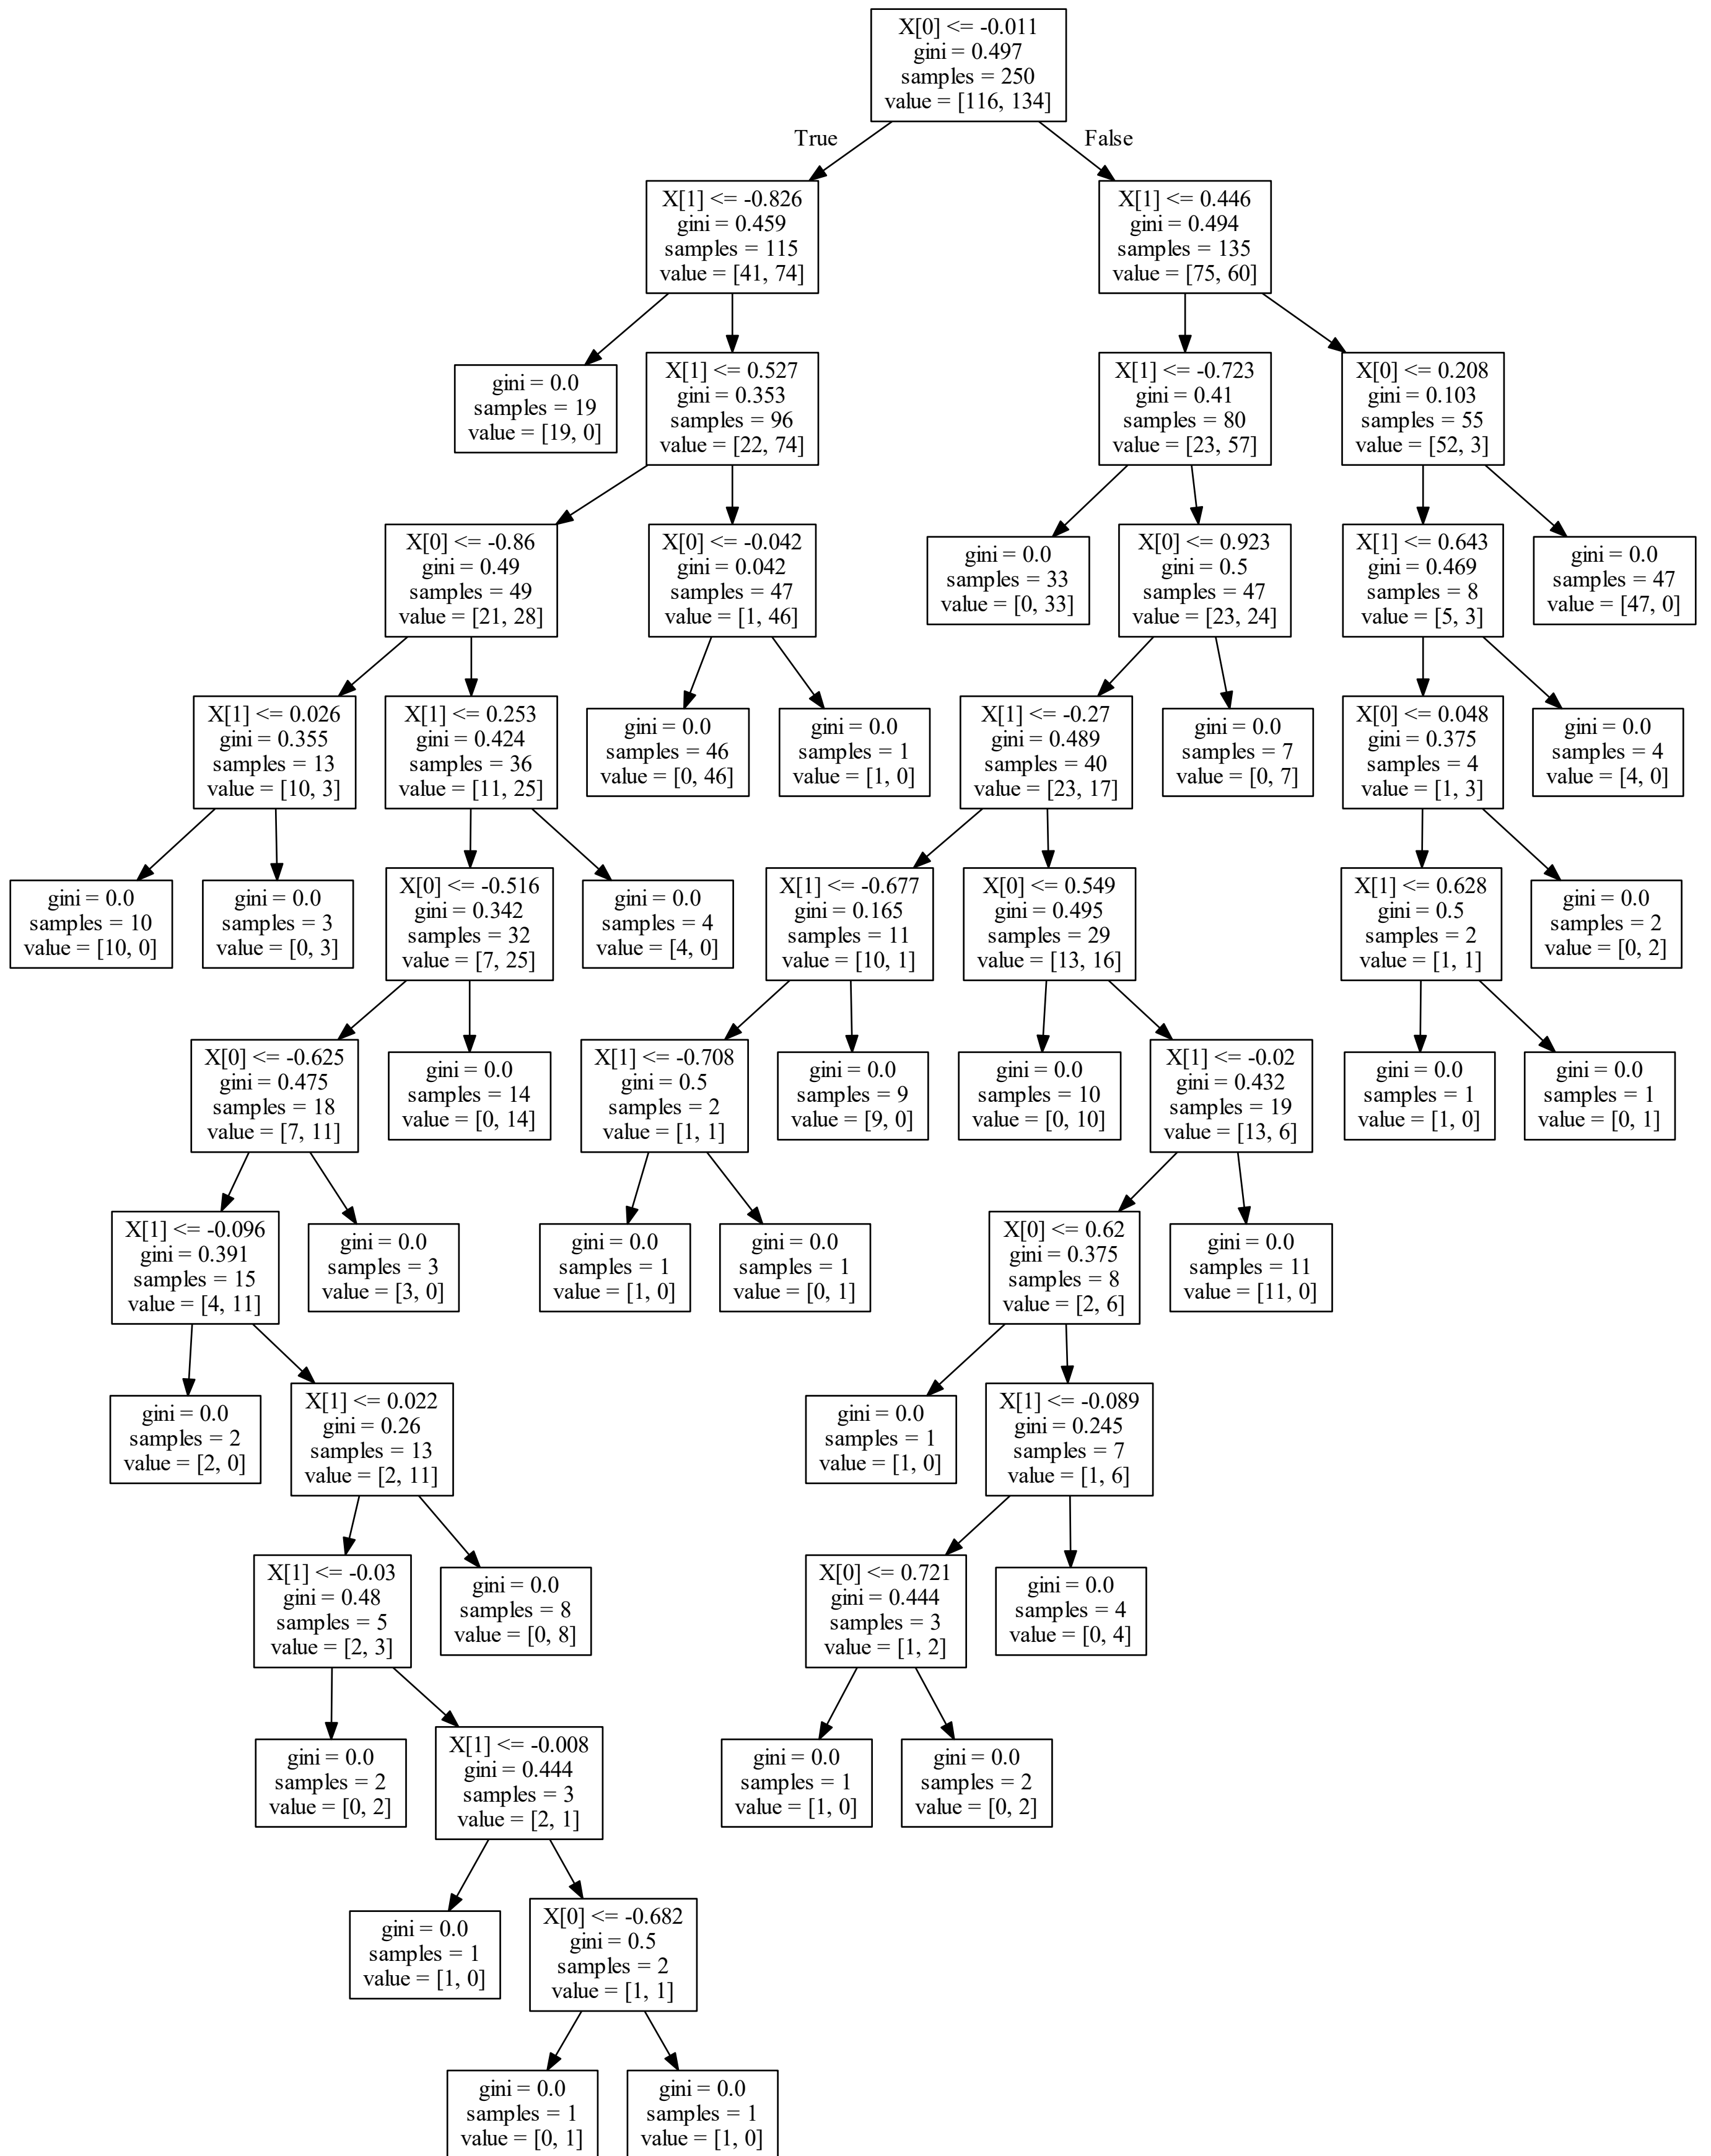 X[0] <= -0.011
gini = 0.497
samples = 250
value = [116, 134]
True
False
X[1] <= -0.826
gini = 0.459
samples = 115
value = [41, 74]
X[1] <= 0.446
gini = 0.494
samples = 135
value = [75, 60]
gini = 0.0
samples = 19
value = [19, 0]
X[1] <= 0.527
gini = 0.353
samples = 96
value = [22, 74]
X[1] <= -0.723
gini = 0.41
samples = 80
value = [23, 57]
X[0] <= 0.208
gini = 0.103
samples = 55
value = [52, 3]
X[0] <= -0.86
gini = 0.49
samples = 49
value = [21, 28]
X[0] <= -0.042
gini = 0.042
samples = 47
value = [1, 46]
gini = 0.0
samples = 33
value = [0, 33]
X[0] <= 0.923
gini = 0.5
samples = 47
value = [23, 24]
X[1] <= 0.643
gini = 0.469
samples = 8
value = [5, 3]
gini = 0.0
samples = 47
value = [47, 0]
X[1] <= 0.026
gini = 0.355
samples = 13
value = [10, 3]
X[1] <= 0.253
gini = 0.424
samples = 36
value = [11, 25]
gini = 0.0
samples = 46
value = [0, 46]
gini = 0.0
samples = 1
value = [1, 0]
X[1] <= -0.27
gini = 0.489
samples = 40
value = [23, 17]
gini = 0.0
samples = 7
value = [0, 7]
X[0] <= 0.048
gini = 0.375
samples = 4
value = [1, 3]
gini = 0.0
samples = 4
value = [4, 0]
gini = 0.0
samples = 10
value = [10, 0]
gini = 0.0
samples = 3
value = [0, 3]
X[0] <= -0.516
gini = 0.342
samples = 32
value = [7, 25]
gini = 0.0
samples = 4
value = [4, 0]
X[1] <= -0.677
gini = 0.165
samples = 11
value = [10, 1]
X[0] <= 0.549
gini = 0.495
samples = 29
value = [13, 16]
X[1] <= 0.628
gini = 0.5
samples = 2
value = [1, 1]
gini = 0.0
samples = 2
value = [0, 2]
X[0] <= -0.625
gini = 0.475
samples = 18
value = [7, 11]
gini = 0.0
samples = 14
value = [0, 14]
X[1] <= -0.708
gini = 0.5
samples = 2
value = [1, 1]
gini = 0.0
samples = 9
value = [9, 0]
gini = 0.0
samples = 10
value = [0, 10]
X[1] <= -0.02
gini = 0.432
samples = 19
value = [13, 6]
gini = 0.0
samples = 1
value = [1, 0]
gini = 0.0
samples = 1
value = [0, 1]
X[1] <= -0.096
gini = 0.391
samples = 15
value = [4, 11]
gini = 0.0
samples = 3
value = [3, 0]
gini = 0.0
samples = 1
value = [1, 0]
gini = 0.0
samples = 1
value = [0, 1]
X[0] <= 0.62
gini = 0.375
samples = 8
value = [2, 6]
gini = 0.0
samples = 11
value = [11, 0]
gini = 0.0
samples = 2
value = [2, 0]
X[1] <= 0.022
gini = 0.26
samples = 13
value = [2, 11]
gini = 0.0
samples = 1
value = [1, 0]
X[1] <= -0.089
gini = 0.245
samples = 7
value = [1, 6]
X[1] <= -0.03
gini = 0.48
samples = 5
value = [2, 3]
gini = 0.0
samples = 8
value = [0, 8]
X[0] <= 0.721
gini = 0.444
samples = 3
value = [1, 2]
gini = 0.0
samples = 4
value = [0, 4]
gini = 0.0
samples = 2
value = [0, 2]
X[1] <= -0.008
gini = 0.444
samples = 3
value = [2, 1]
gini = 0.0
samples = 1
value = [1, 0]
gini = 0.0
samples = 2
value = [0, 2]
gini = 0.0
samples = 1
value = [1, 0]
X[0] <= -0.682
gini = 0.5
samples = 2
value = [1, 1]
gini = 0.0
samples = 1
value = [0, 1]
gini = 0.0
samples = 1
value = [1, 0]